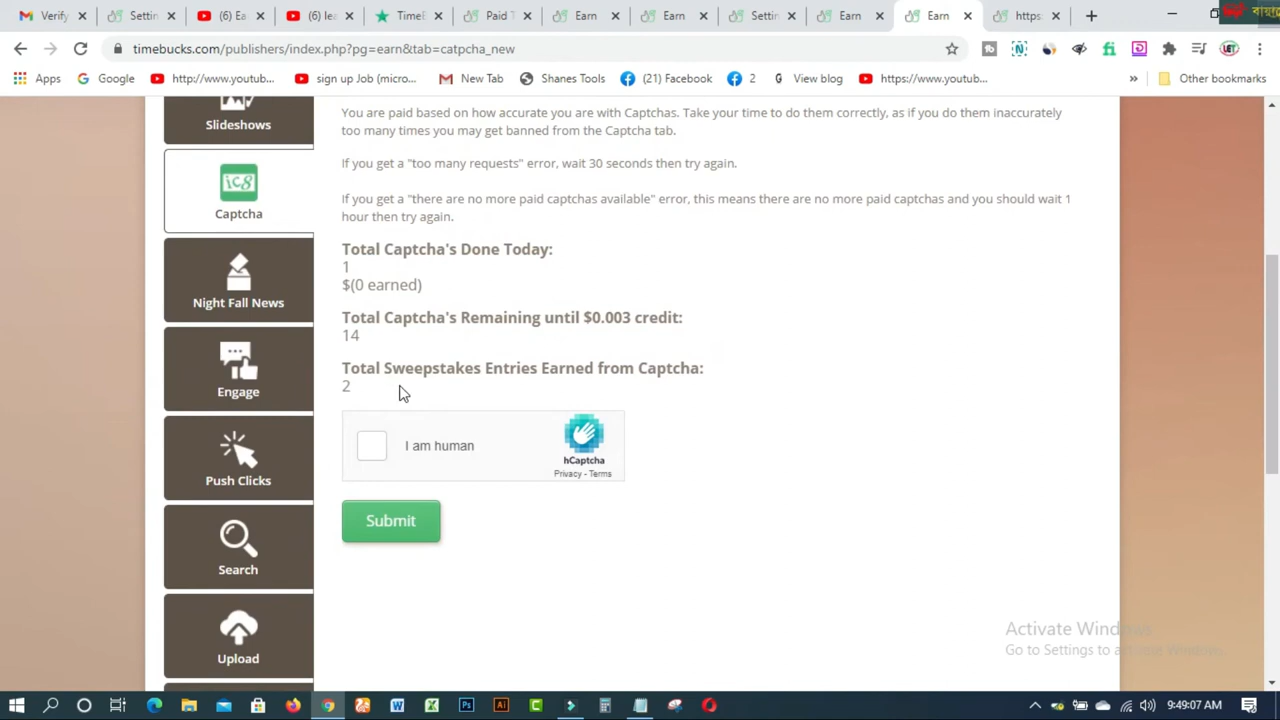 Verify
Settin
(6) Ea
(6) lea
TimeB
Paid T
Earn
Earn
Settin
Earn
Earn
https:
timebucks.com/publishers/index.php?pg=earn&tab=catpcha_new
Apps
Google
http://www.youtub...
sign up Job (micro...
New Tab
Shanes Tools
(21) Facebook
2
View blog
https://www.youtub...
»
Other bookmarks
Slideshows
ic8
Captcha
Night Fall News
Engage
Push Clicks
Search
Upload
You are paid based on how accurate you are with Captchas. Take your time to do them correctly, as if you do them inaccurately
too many times you may get banned from the Captcha tab.
If you get a "too many requests" error, wait 30 seconds then try again.
If you get a "there are no more paid captchas available" error, this means there are no more paid captchas and you should wait 1
hour then try again.
Total Captcha's Done Today:
1
$(0 earned)
Total Captcha's Remaining until $0.003 credit:
14
Total Sweepstakes Entries Earned from Captcha:
2
I am human
hCaptcha
Privacy - Terms
Submit
Activate Windows
Go to Settings to activate Windows.
9:49:07 AM